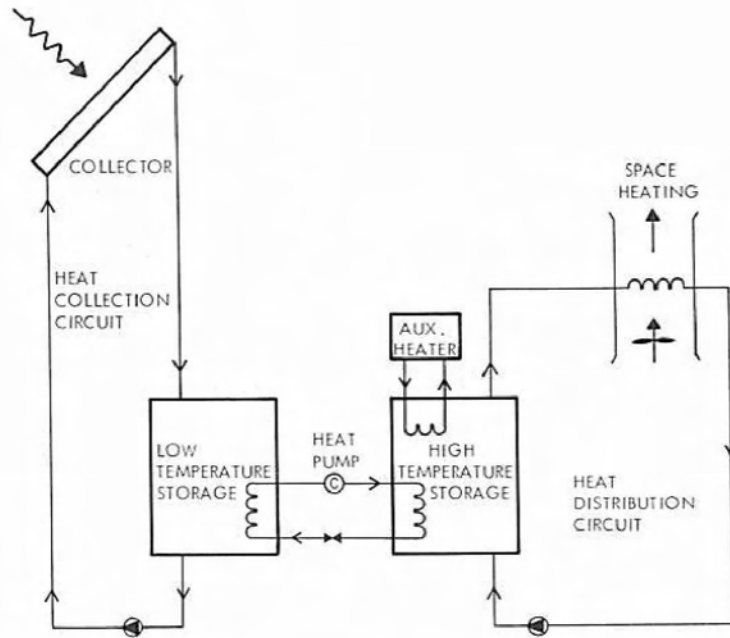 COLLECTOR
SPACE
HEATING
HEAT
COLLECTION
CIRCUIT
AUX.
HEATER
LOW
TEMPERATURE
STORAGE
HEAT
PUMP
C
HIGH
TEMPERATURE
STORAGE
HEAT
DISTRIBUTION
CIRCUIT